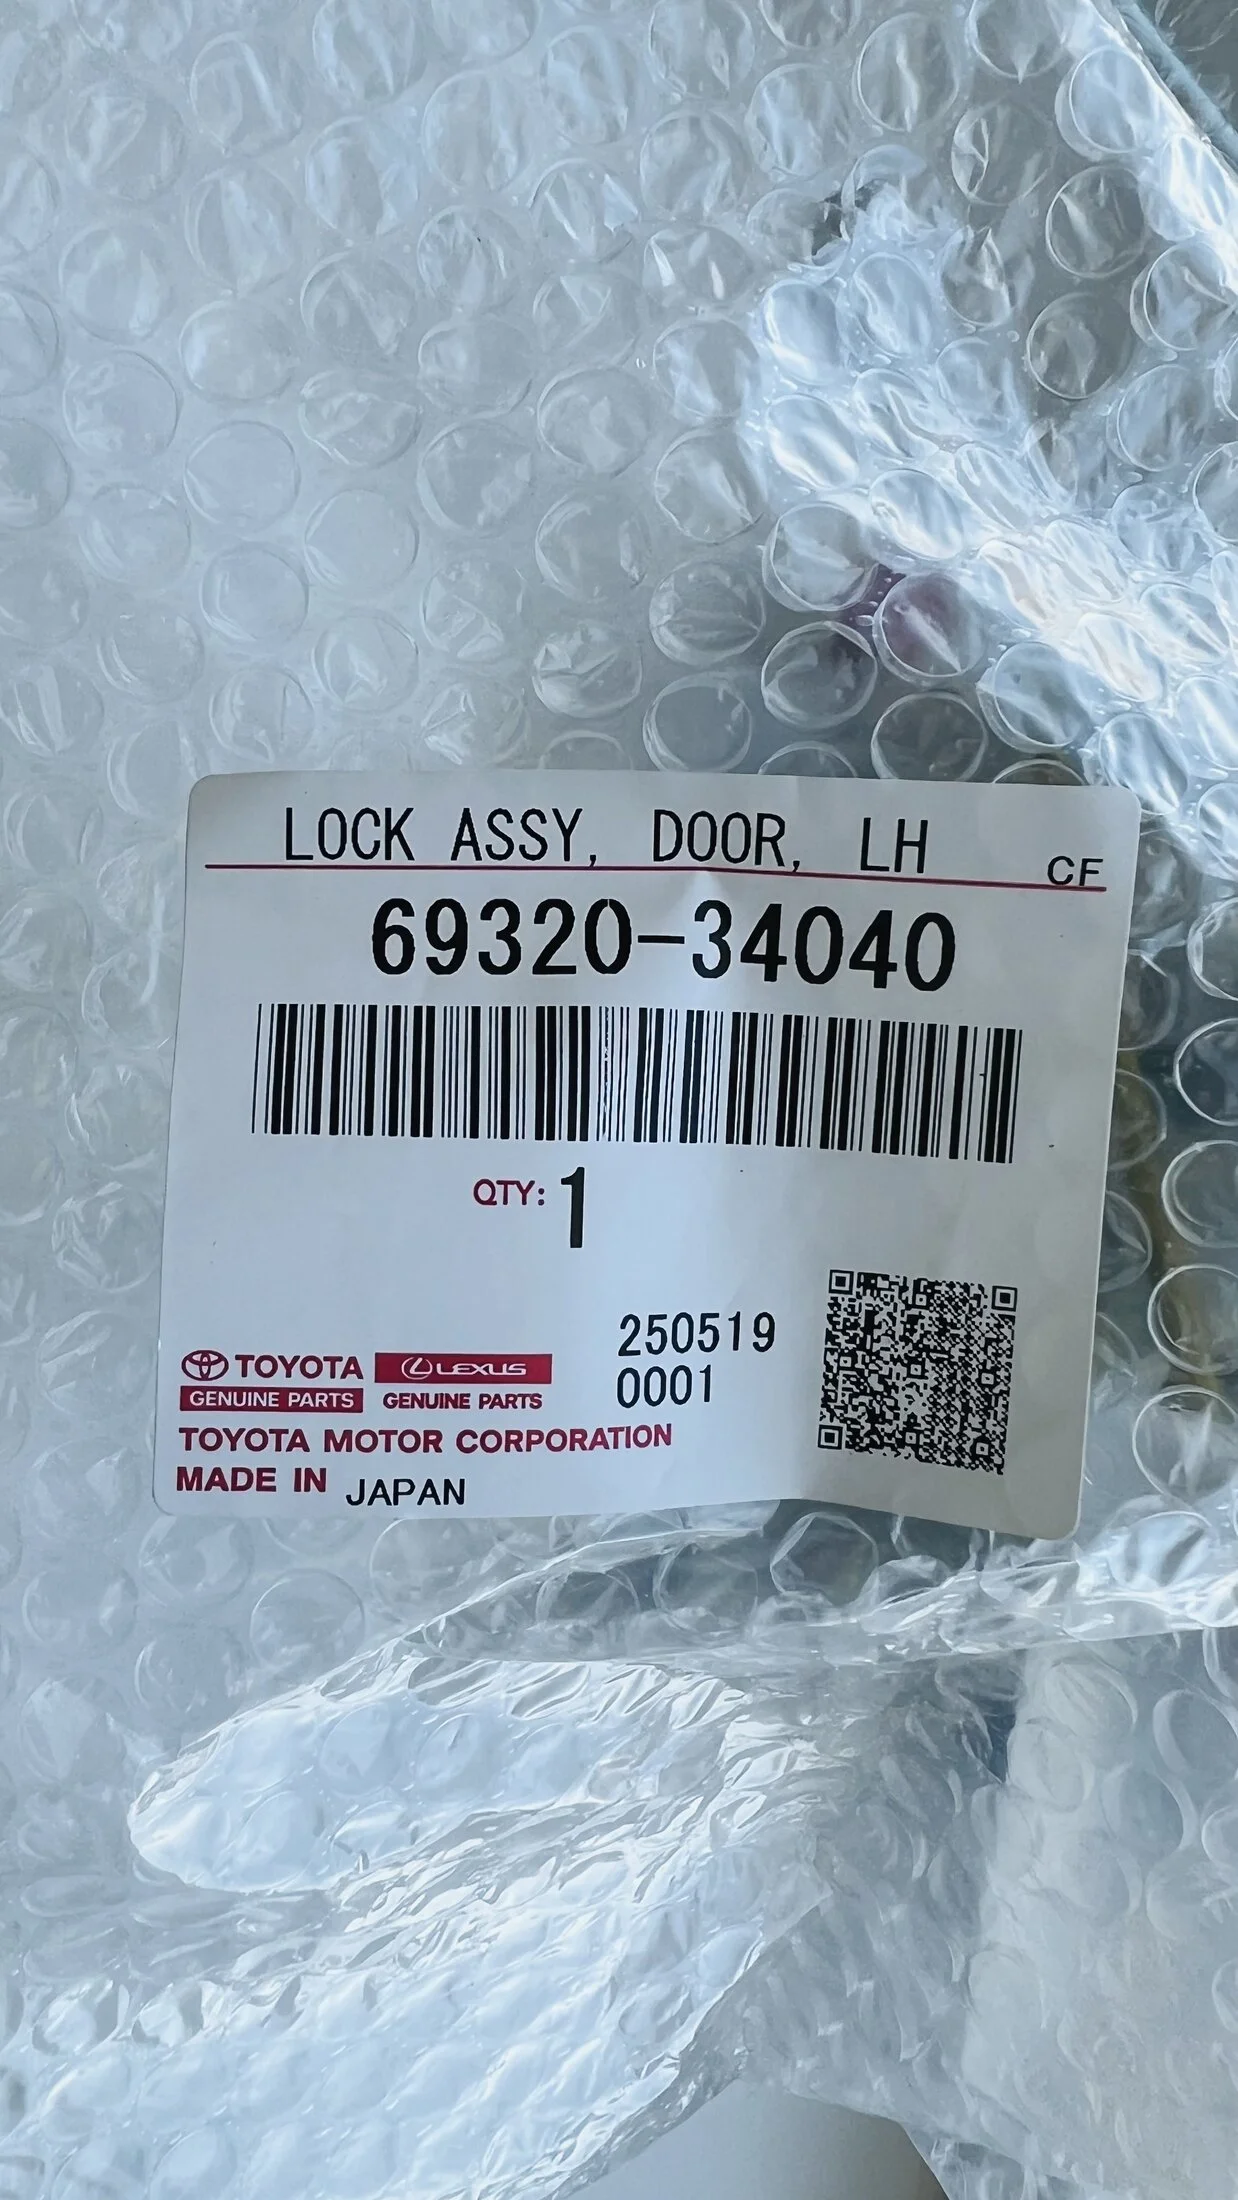 LOCK ASSY, DOOR, LH
CF
69320-34040
QTY: 1
250519
0001
TOYOTA LEXUS
GENUINE PARTS GENUINE PARTS
TOYOTA MOTOR CORPORATION
MADE IN JAPAN